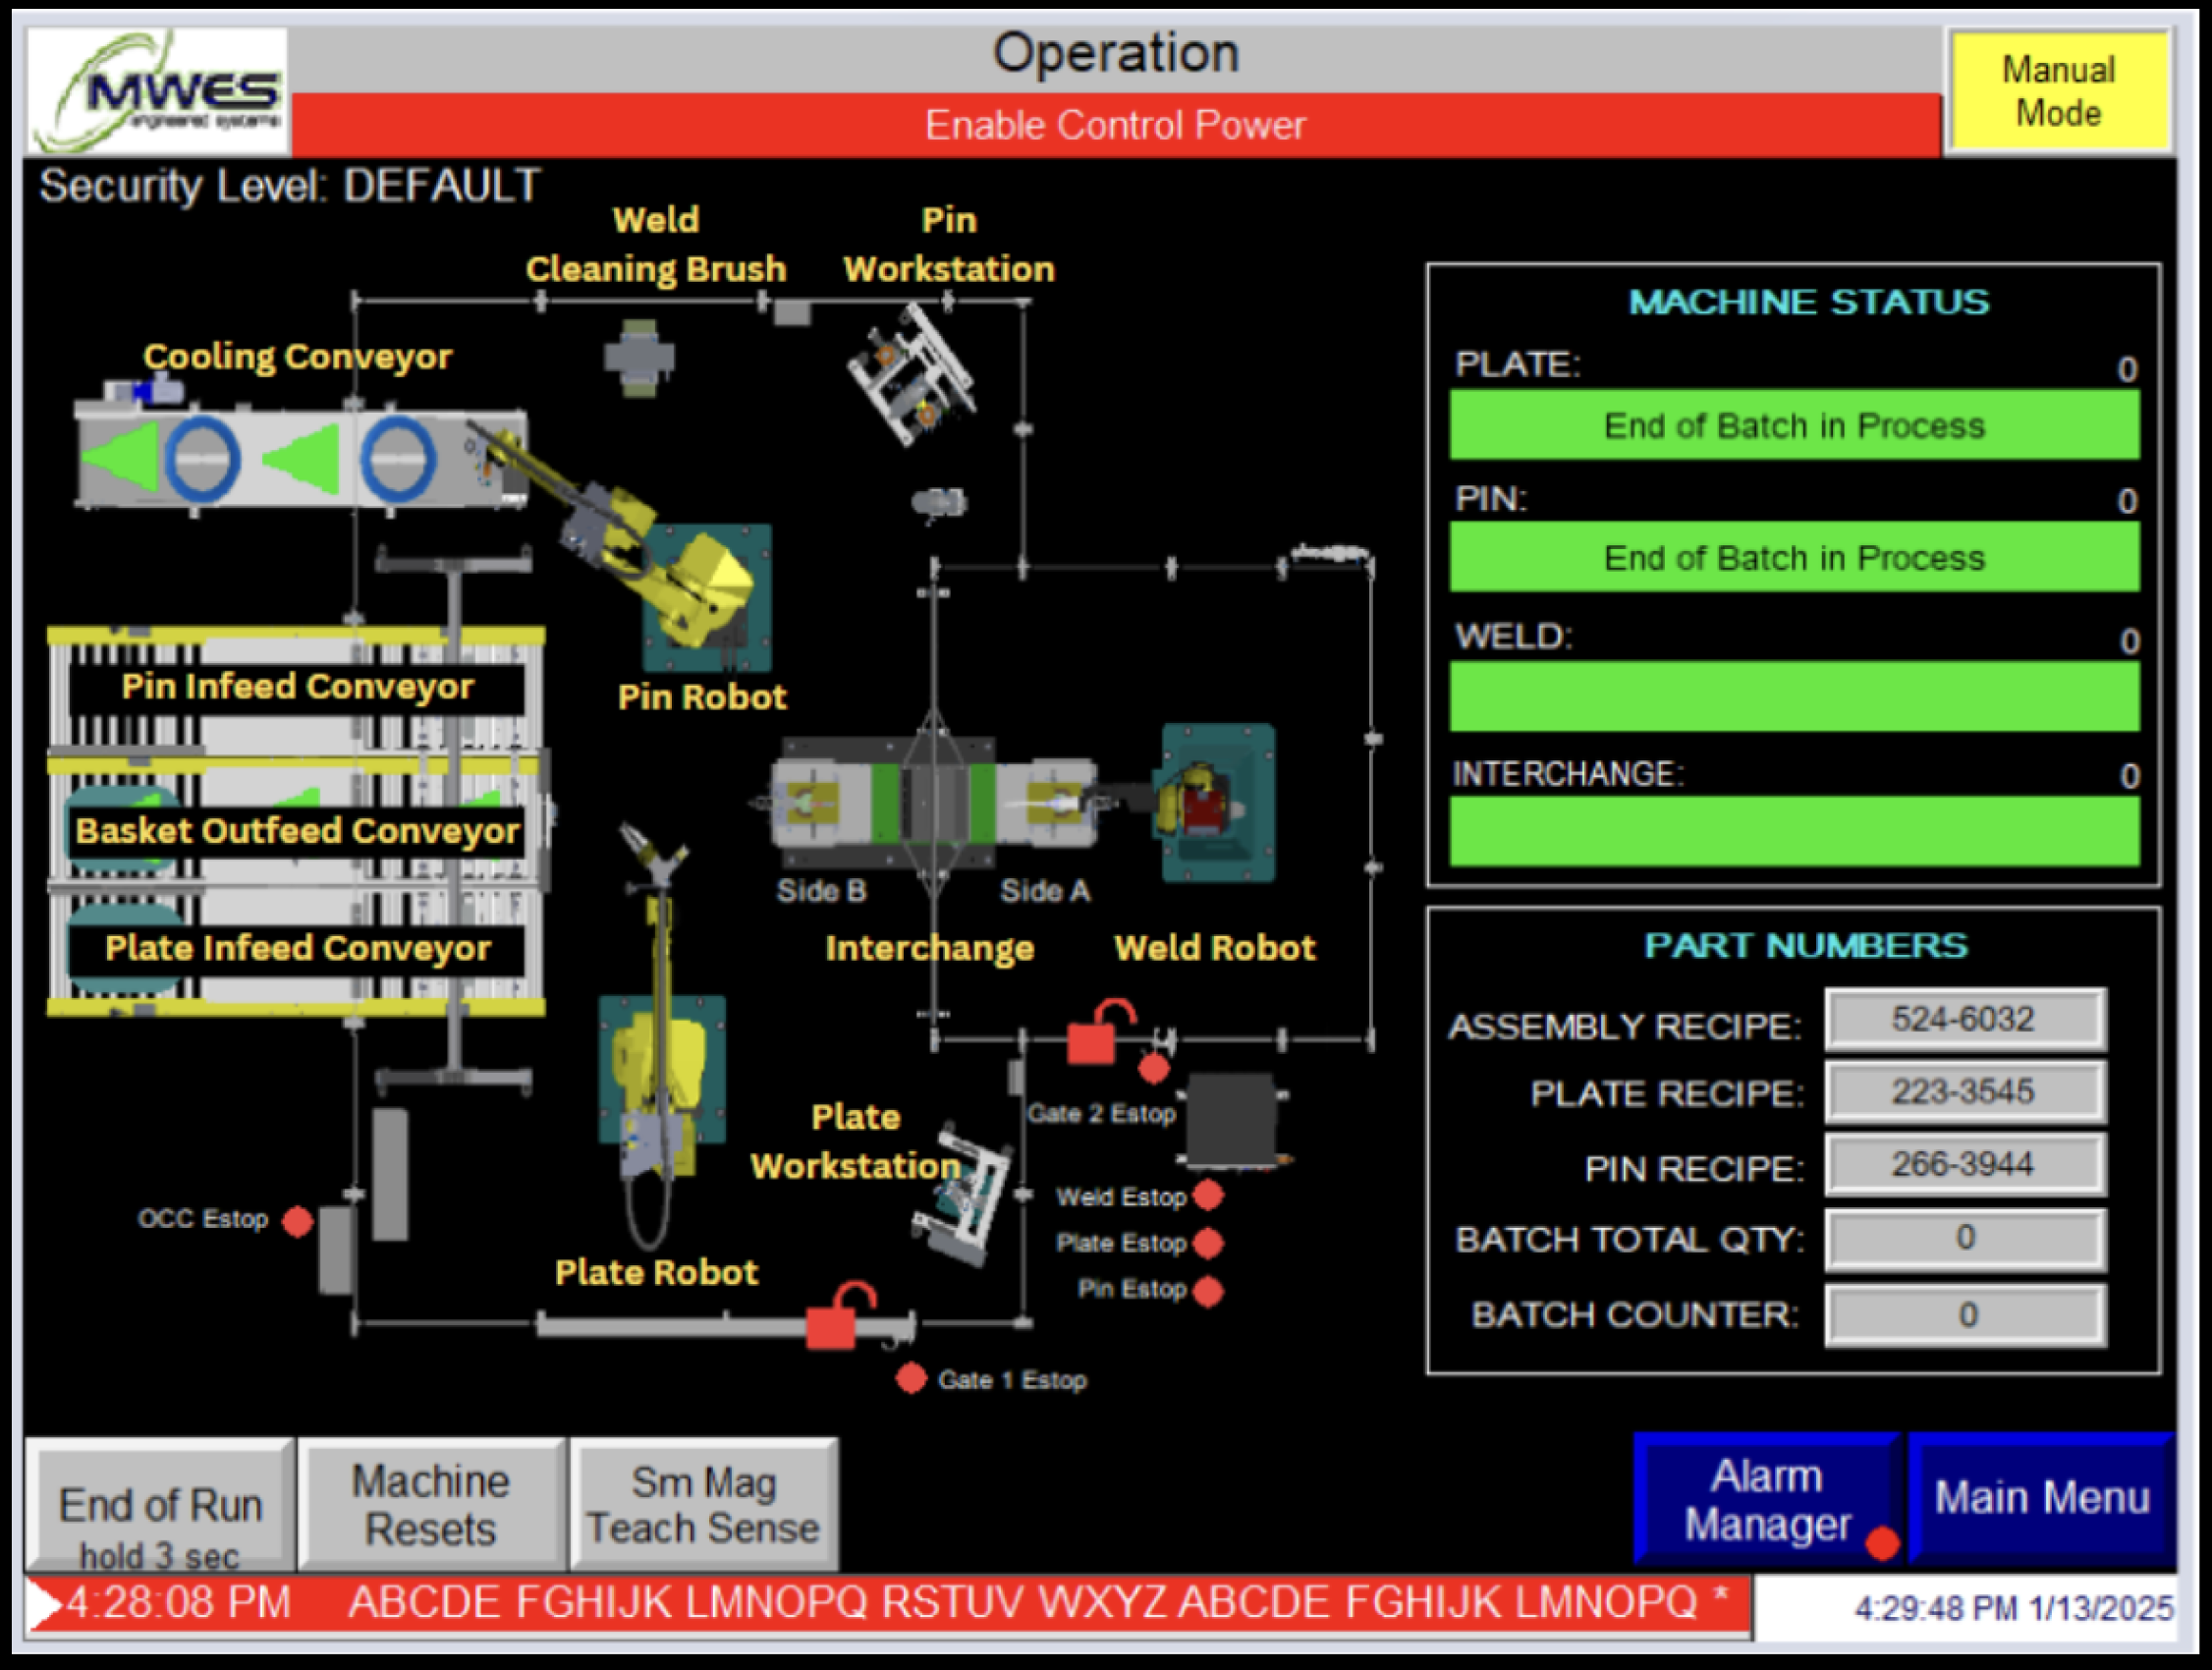 MWES
engineered systems
Operation
Enable Control Power
Manual
Mode
Security Level: DEFAULT
Weld
Cleaning Brush
Pin
Workstation
Cooling Conveyor
Pin Infeed Conveyor
Pin Robot
Basket Outfeed Conveyor
Plate Infeed Conveyor
Side B
Side A
Interchange
Weld Robot
Gate 2 Estop
Plate
Workstation
Weld Estop
Plate Estop
Pin Estop
OCC Estop
Plate Robot
Gate 1 Estop
MACHINE STATUS
PLATE: 0
End of Batch in Process
PIN: 0
End of Batch in Process
WELD: 0
INTERCHANGE: 0
PART NUMBERS
ASSEMBLY RECIPE: 524-6032
PLATE RECIPE: 223-3545
PIN RECIPE: 266-3944
BATCH TOTAL QTY: 0
BATCH COUNTER: 0
End of Run
hold 3 sec
Machine
Resets
Sm Mag
Teach Sense
Alarm
Manager
Main Menu
4:28:08 PM ABCDE FGHIJK LMNOPQ RSTUV WXYZ ABCDE FGHIJK LMNOPQ *
4:29:48 PM 1/13/2025